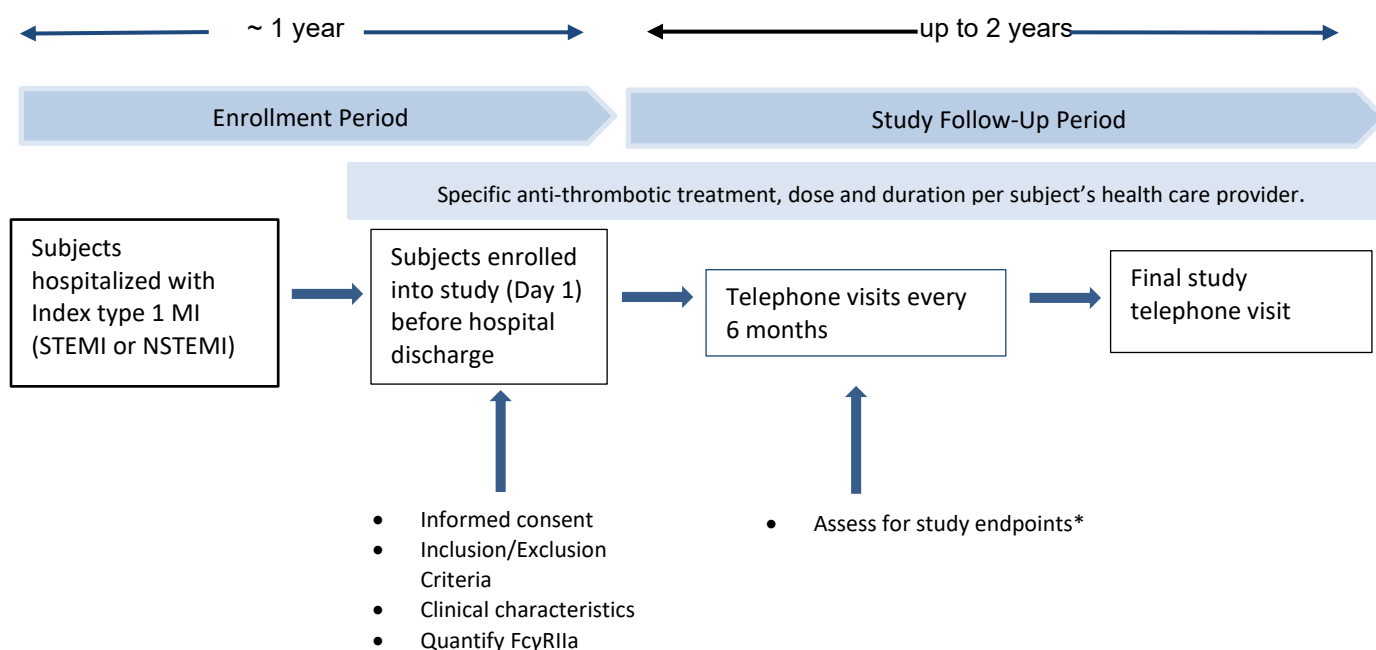 ~ 1 year
up to 2 years
Enrollment Period
Study Follow-Up Period
Specific anti-thrombotic treatment, dose and duration per subject’s health care provider.
Subjects
hospitalized with
Index type 1 MI
(STEMI or NSTEMI)
Subjects enrolled
into study (Day 1)
before hospital
discharge
Telephone visits every
6 months
Final study
telephone visit
• Informed consent
• Inclusion/Exclusion
Criteria
• Clinical characteristics
• Quantify FcyRIIa
• Assess for study endpoints*